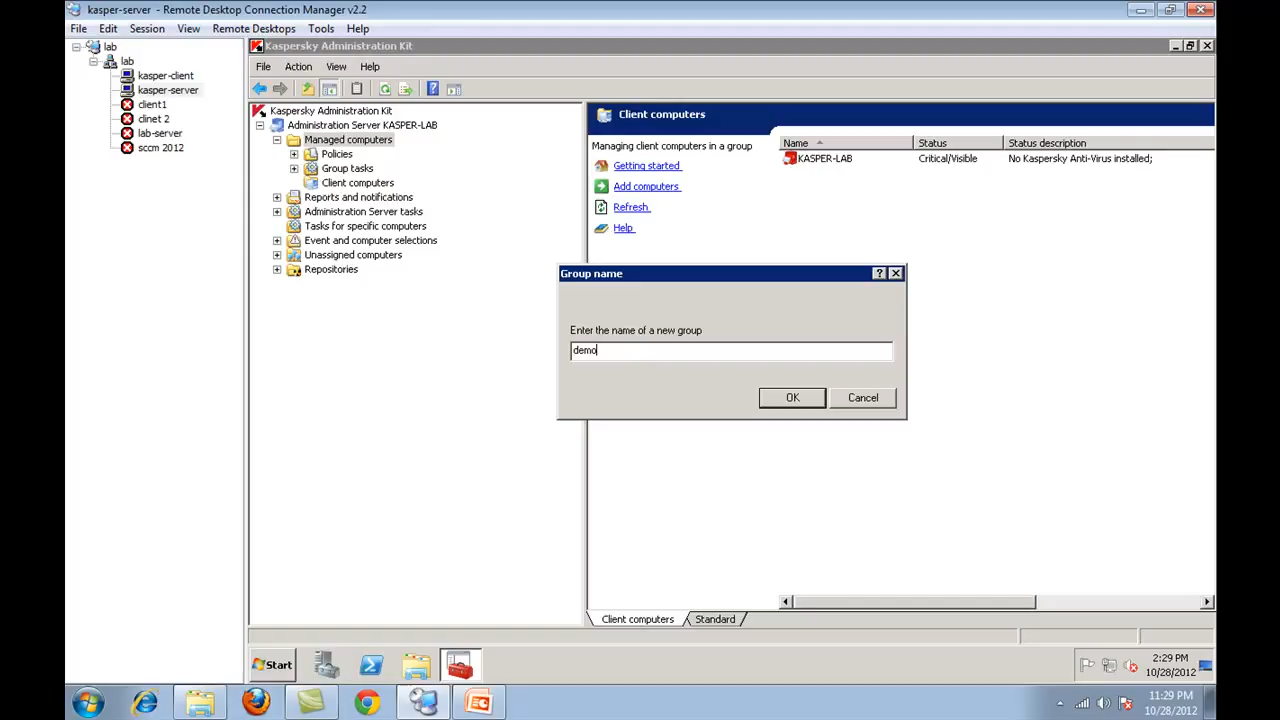 kasper-server - Remote Desktop Connection Manager v2.2
File Edit Session View Remote Desktops Tools Help
lab
lab
kasper-client
kasper-server
client1
clinet 2
lab-server
sccm 2012
Kaspersky Administration Kit
File Action View Help
Kaspersky Administration Kit
Administration Server KASPER-LAB
Managed computers
Policies
Group tasks
Client computers
Reports and notifications
Administration Server tasks
Tasks for specific computers
Event and computer selections
Unassigned computers
Repositories
Client computers
Managing client computers in a group
Getting started
Add computers
Refresh
Help
Name Status Status description
KASPER-LAB Critical/Visible No Kaspersky Anti-Virus installed;
Group name
Enter the name of a new group
demo
OK Cancel
Client computers Standard
Start
2:29 PM
10/28/2012
11:29 PM
10/28/2012